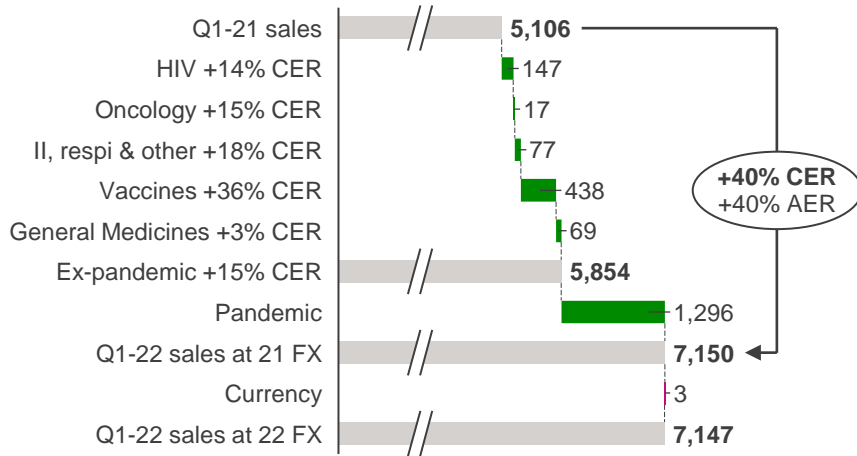 Q1-21 sales 5,106
HIV +14% CER 147
Oncology +15% CER 17
II, respi & other +18% CER 77
Vaccines +36% CER 438
General Medicines +3% CER 69
Ex-pandemic +15% CER 5,854
Pandemic 1,296
Q1-22 sales at 21 FX 7,150
Currency 3
Q1-22 sales at 22 FX 7,147
+40% CER
+40% AER